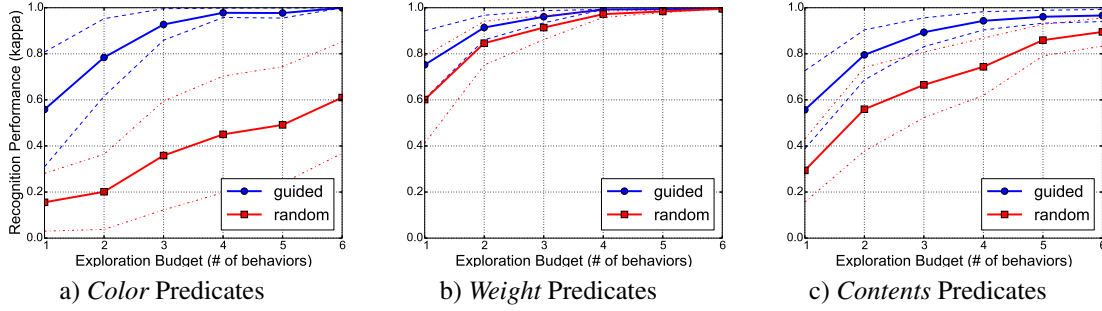 Recognition Performance (kappa)
1.0
0.8
0.6
0.4
0.2
0.0
1 2 3 4 5 6
guided
random
Exploration Budget (# of behaviors)
a) Color Predicates
1.0
0.8
0.6
0.4
0.2
0.0
1 2 3 4 5 6
guided
random
Exploration Budget (# of behaviors)
b) Weight Predicates
1.0
0.8
0.6
0.4
0.2
0.0
1 2 3 4 5 6
guided
random
Exploration Budget (# of behaviors)
c) Contents Predicates